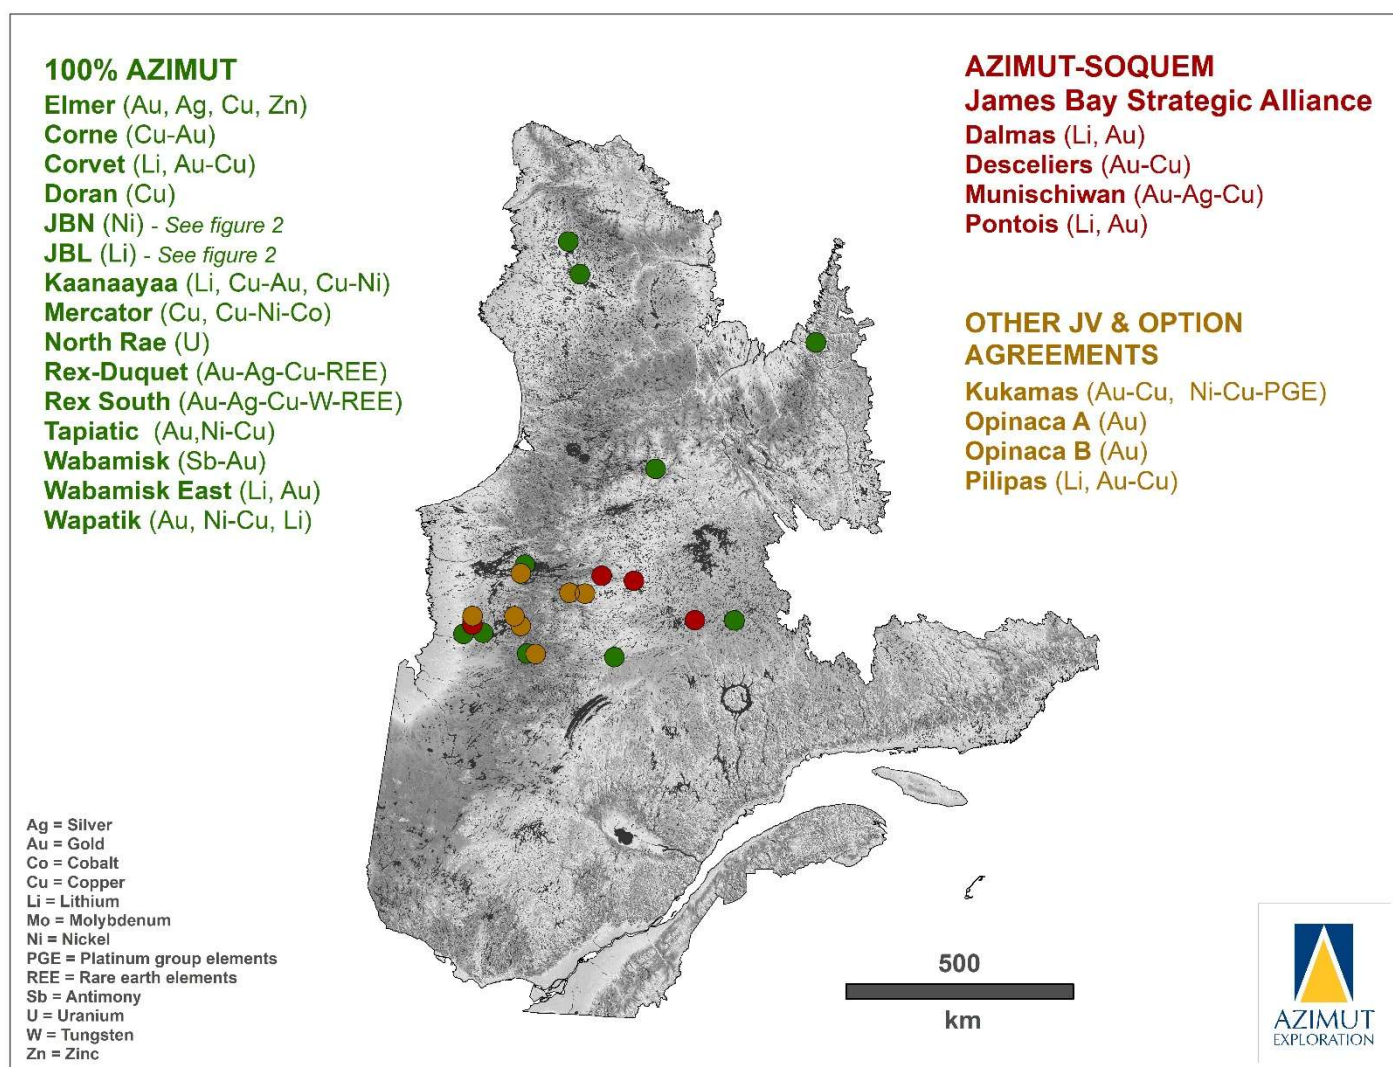 100% AZIMUT
Elmer (Au, Ag, Cu, Zn)
Corne (Cu-Au)
Corvet (Li, Au-Cu)
Doran (Cu)
JBN (Ni) - See figure 2
JBL (Li) - See figure 2
Kaanaayaa (Li, Cu-Au, Cu-Ni)
Mercator (Cu, Cu-Ni-Co)
North Rae (U)
Rex-Duquet (Au-Ag-Cu-REE)
Rex South (Au-Ag-Cu-W-REE)
Tapiatic (Au,Ni-Cu)
Wabamisk (Sb-Au)
Wabamisk East (Li, Au)
Wapatik (Au, Ni-Cu, Li)
AZIMUT-SOQUEM
James Bay Strategic Alliance
Dalmas (Li, Au)
Desceliers (Au-Cu)
Munischiwan (Au-Ag-Cu)
Pontois (Li, Au)
OTHER JV & OPTION
AGREEMENTS
Kukamas (Au-Cu, Ni-Cu-PGE)
Opinaca A (Au)
Opinaca B (Au)
Pilipas (Li, Au-Cu)
Ag = Silver
Au = Gold
Co = Cobalt
Cu = Copper
Li = Lithium
Mo = Molybdenum
Ni = Nickel
PGE = Platinum group elements
REE = Rare earth elements
Sb = Antimony
U = Uranium
W = Tungsten
Zn = Zinc
500
km
AZIMUT
EXPLORATION